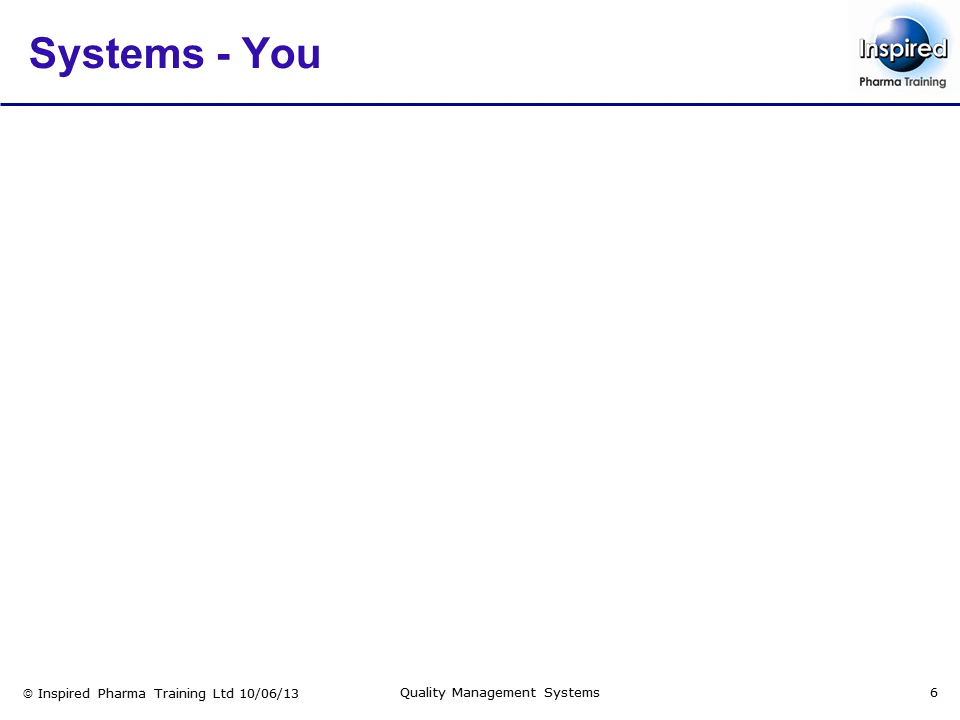 Systems - You
Inspired
Pharma Training
© Inspired Pharma Training Ltd 10/06/13
Quality Management Systems
6